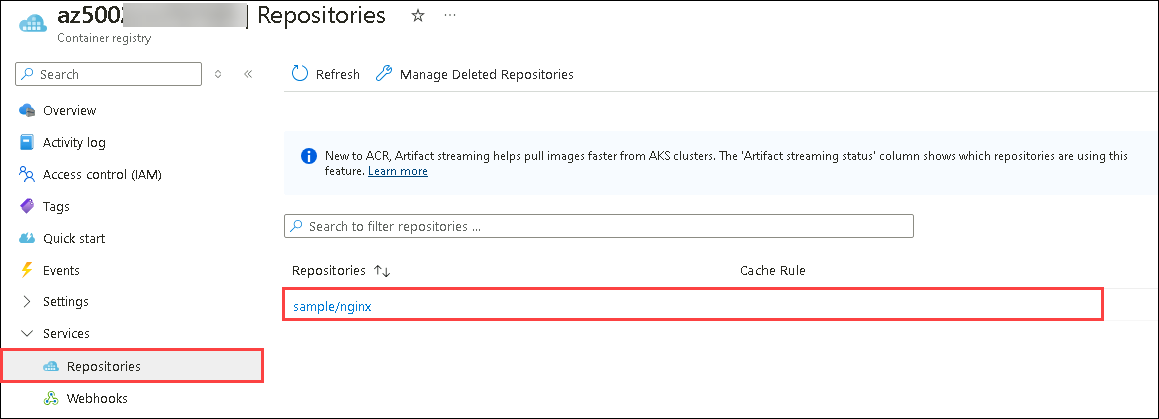 az500 Repositories
Container registry
Search
Refresh
Manage Deleted Repositories
Overview
Activity log
Access control (IAM)
Tags
Quick start
Events
Settings
Services
Repositories
Webhooks
New to ACR, Artifact streaming helps pull images faster from AKS clusters. The 'Artifact streaming status' column shows which repositories are using this
feature. Learn more
Search to filter repositories ...
Repositories
Cache Rule
sample/nginx